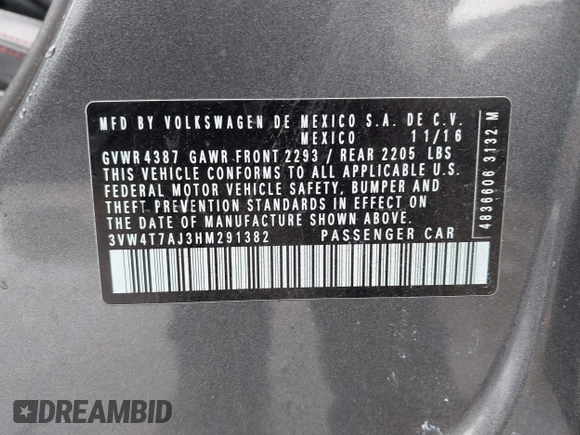 MFD BY VOLKSWAGEN DE MEXICO S.A. DE C.V.
MEXICO 11/16
GVWR 4387 GAWR FRONT 2293 / REAR 2205 LBS
THIS VEHICLE CONFORMS TO ALL APPLICABLE U.S.
FEDERAL MOTOR VEHICLE SAFETY, BUMPER AND
THEFT PREVENTION STANDARDS IN EFFECT ON
THE DATE OF MANUFACTURE SHOWN ABOVE.
3VW4T7AJ3HM291382 PASSENGER CAR
4836606 3132 M
DREAMBID